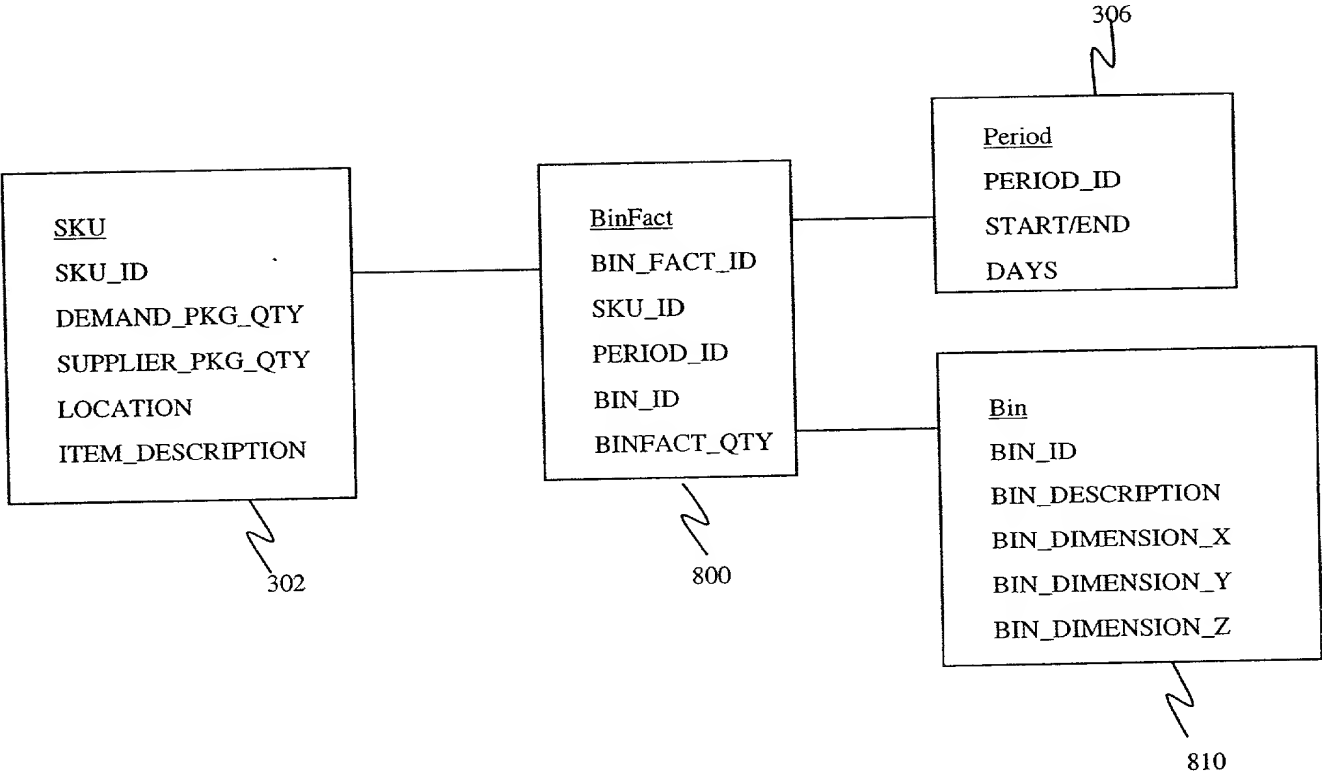 306
Period
PERIOD_ID
START/END
DAYS
SKU
SKU_ID
DEMAND_PKG_QTY
SUPPLIER_PKG_QTY
LOCATION
ITEM_DESCRIPTION
302
BinFact
BIN_FACT_ID
SKU_ID
PERIOD_ID
BIN_ID
BINFACT_QTY
800
Bin
BIN_ID
BIN_DESCRIPTION
BIN_DIMENSION_X
BIN_DIMENSION_Y
BIN_DIMENSION_Z
810